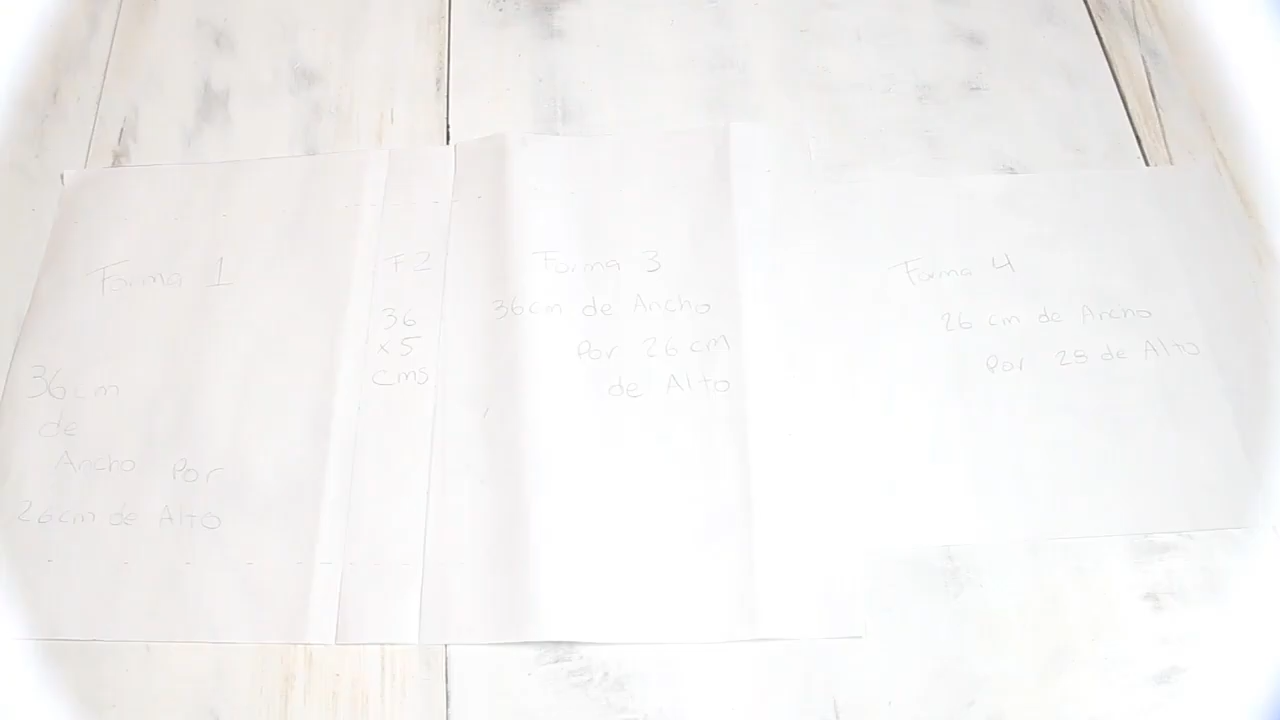 Forma 1
36cm
de
Ancho Por
26cm de Alto
F2
36
x 5
cms
Forma 3
36cm de Ancho
Por 26 cm
de Alto
Forma 4
26 cm de Ancho
Por 25 de Alto